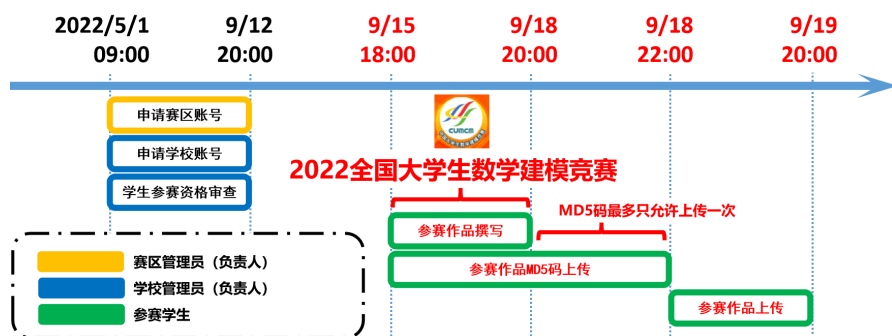 2022/5/1 9/12 9/15 9/18 9/18 9/19
09:00 20:00 18:00 20:00 22:00 20:00
申请赛区账号
CUMCM
申请学校账号
2022全国大学生数学建模竞赛
学生参赛资格审查
MD5码最多只允许上传一次
参赛作品撰写
赛区管理员（负责人）
参赛作品MD5码上传
学校管理员（负责人）
参赛学生
参赛作品上传